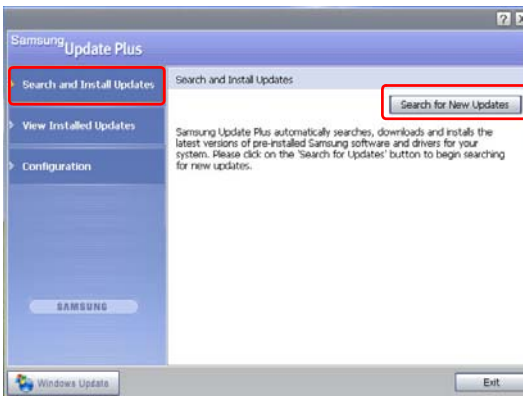 Samsung Update Plus
Search and Install Updates
View Installed Updates
Configuration
SAMSUNG
Windows Update
Search and Install Updates
Search for New Updates
Samsung Update Plus automatically searches, downloads and installs the
latest versions of pre-installed Samsung software and drivers for your
system. Please click on the 'Search for Updates' button to begin searching
for new updates.
Exit